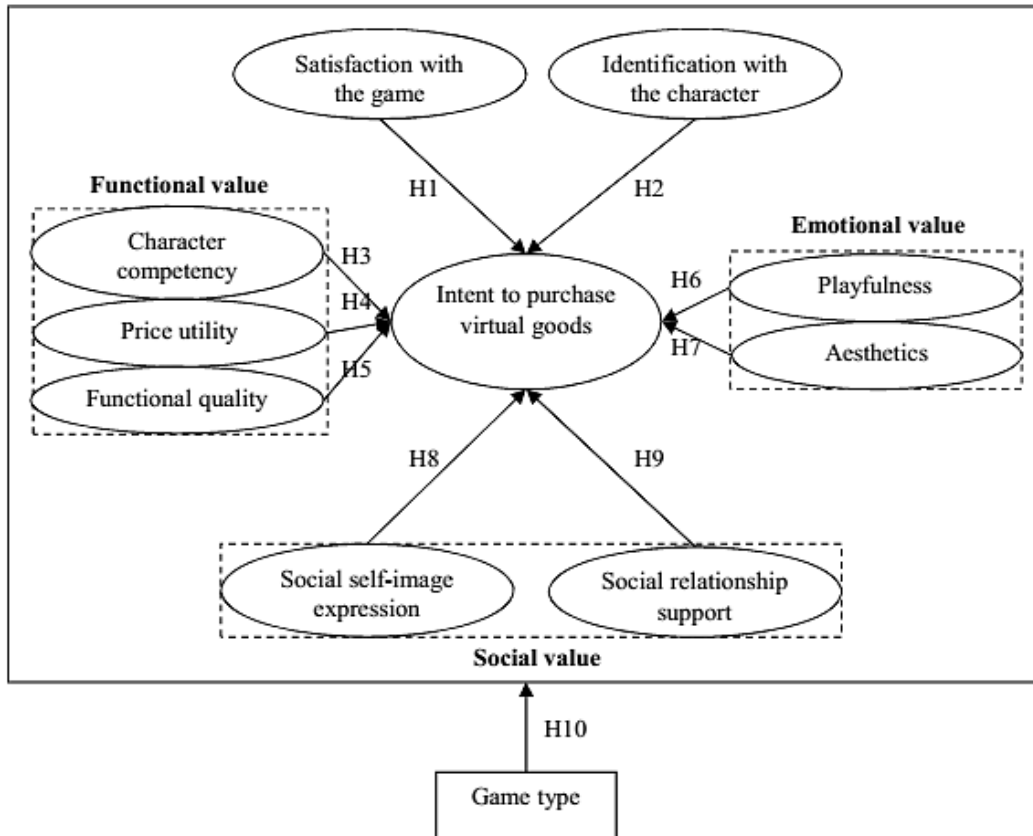 Satisfaction with
the game
Identification with
the character
H1
H2
Functional value
Character
competency
Price utility
Functional quality
H3
H4
H5
Intent to purchase
virtual goods
Emotional value
Playfulness
Aesthetics
H6
H7
H8
H9
Social self-image
expression
Social relationship
support
Social value
H10
Game type